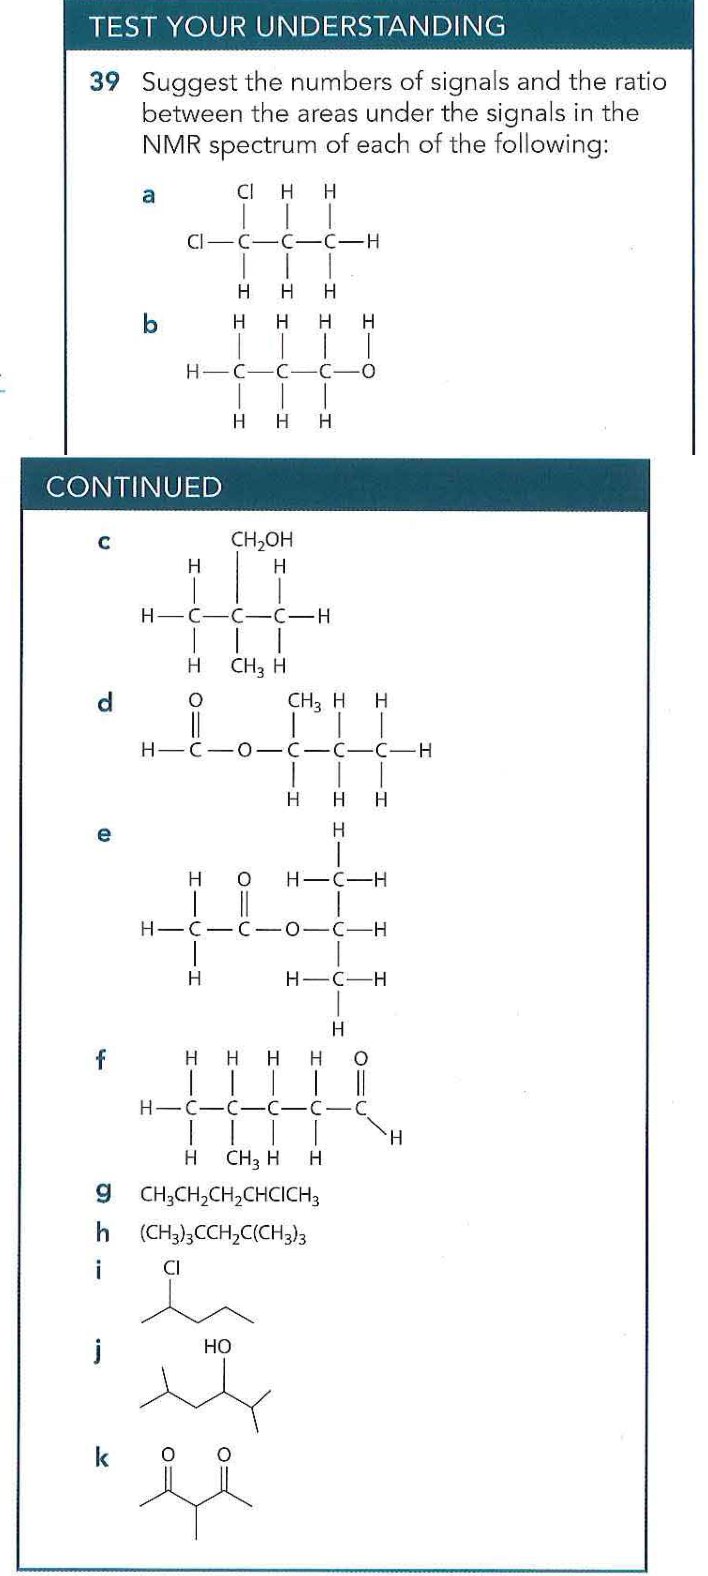 TEST YOUR UNDERSTANDING
39 Suggest the numbers of signals and the ratio
between the areas under the signals in the
NMR spectrum of each of the following:
a
Cl H H
Cl—C—C—C—H
H H H
b
H H H H
H—C—C—C—O
H H H
CONTINUED
c
CH₂OH
H H
H—C—C—C—H
H CH₃ H
d
O CH₃ H H
H—C—O—C—C—C—H
H H H
e
H
H O H—C—H
H—C—C—O—C—H
H H—C—H
H
f
H H H H O
H—C—C—C—C—C
H
H CH₃ H H
g CH₃CH₂CH₂CHClCH₃
h (CH₃)₃CCH₂C(CH₃)₃
i
Cl
j
HO
k
O O